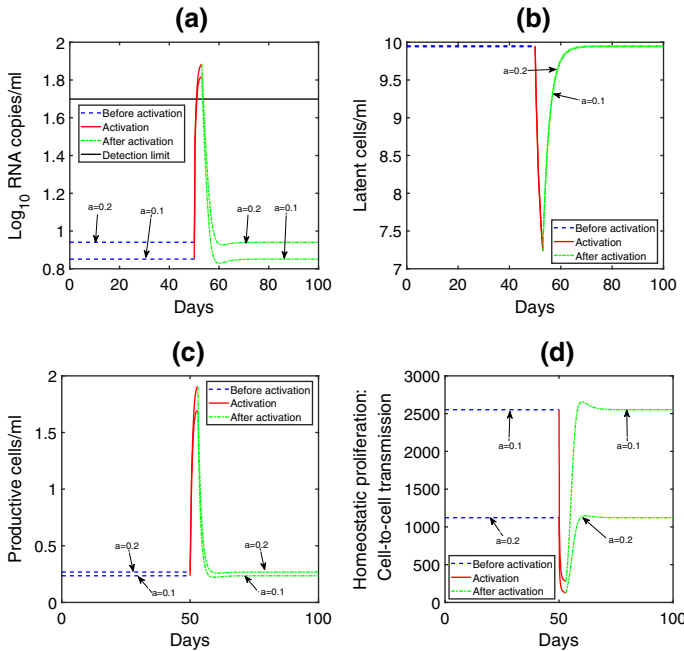 (a)
2
1.8
1.6
1.4
1.2
1
0.8
Log10 RNA copies/ml
Before activation
Activation
After activation
Detection limit
a=0.2
a=0.1
a=0.2
a=0.1
0 20 40 60 80 100
Days
(b)
10
9.5
9
8.5
8
7.5
7
Latent cells/ml
a=0.2
a=0.1
Before activation
Activation
After activation
0 20 40 60 80 100
Days
(c)
2
1.5
1
0.5
0
Productive cells/ml
Before activation
Activation
After activation
a=0.2
a=0.1
a=0.2
a=0.1
0 50 100
Days
(d)
3000
2500
2000
1500
1000
500
0
Homeostatic proliferation:
Cell-to-cell transmission
a=0.1
a=0.1
a=0.2
a=0.2
Before activation
Activation
After activation
0 50 100
Days